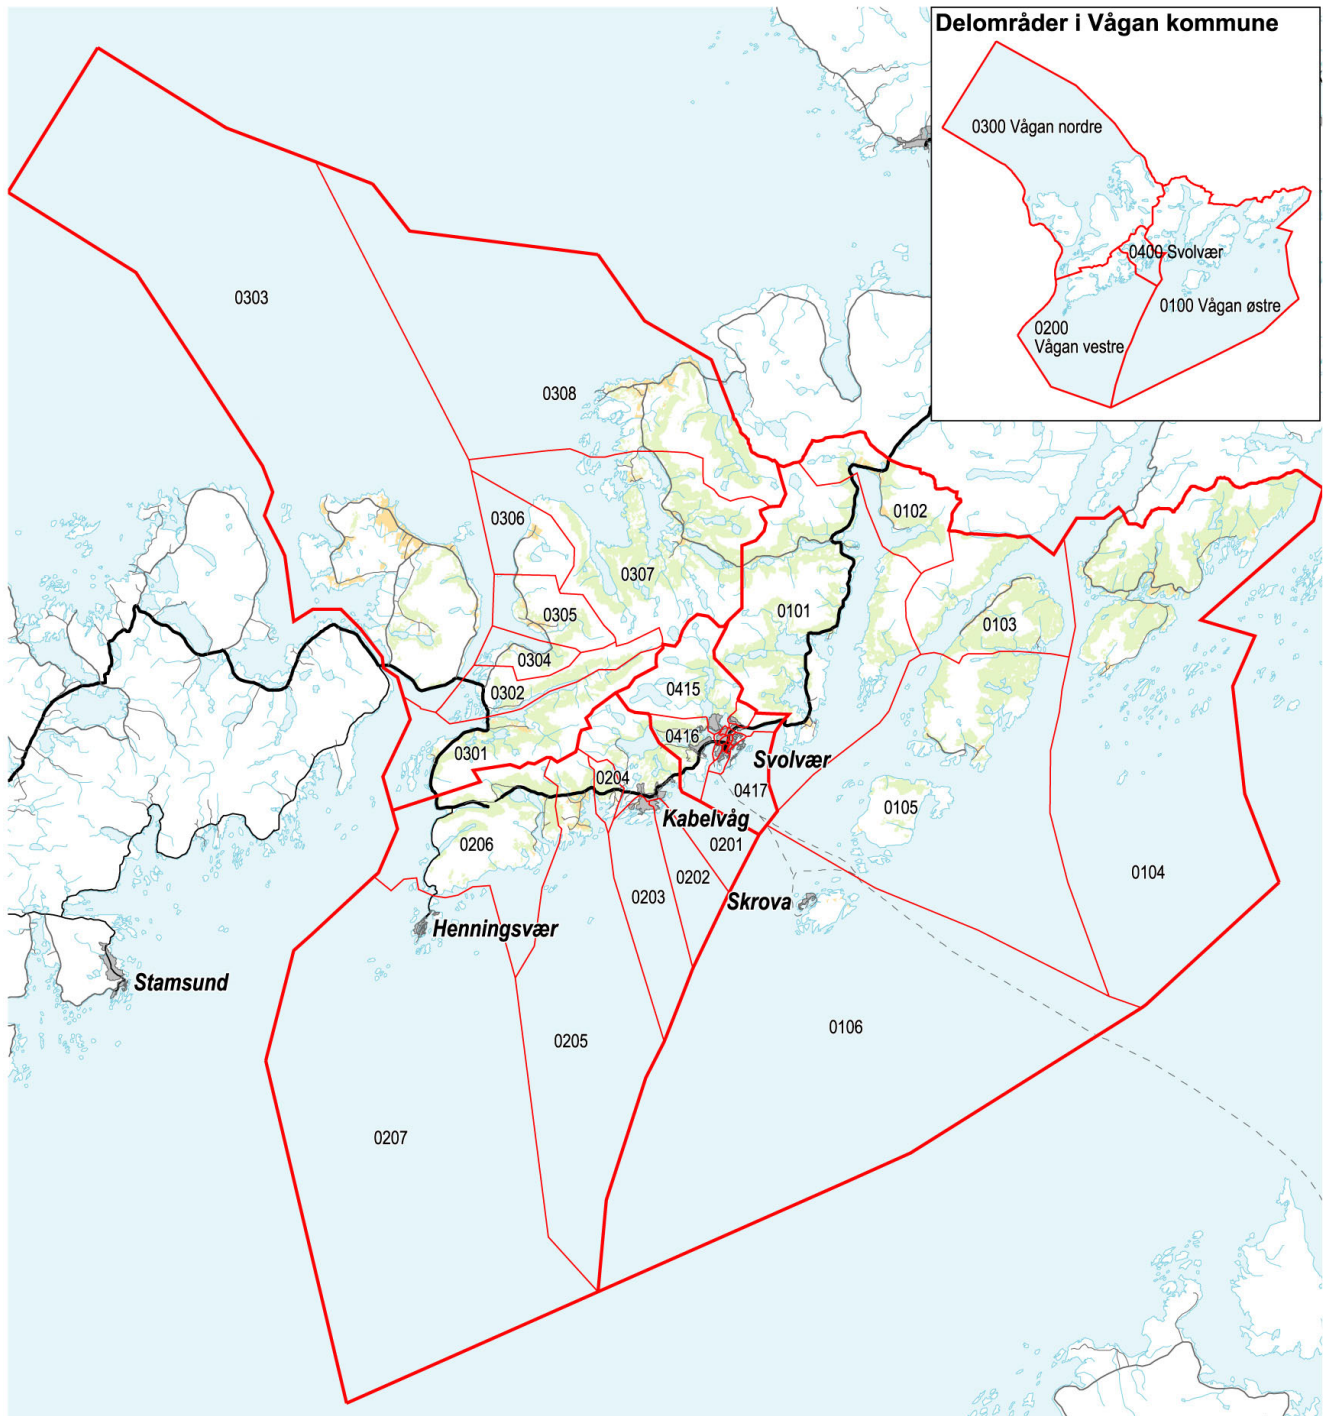 Delområder i Vågan kommune
0300 Vågan nordre
0400 Svolvær
0100 Vågan østre
0200
Vågan vestre
0303
0308
0306
0102
0307
0305
0101
0103
0304
0302
0415
0416
0301
Svolvær
0204
0417
0105
Kabelvåg
0206
0201
0104
0202
0203
Skrova
Henningsvær
Stamsund
0106
0205
0207